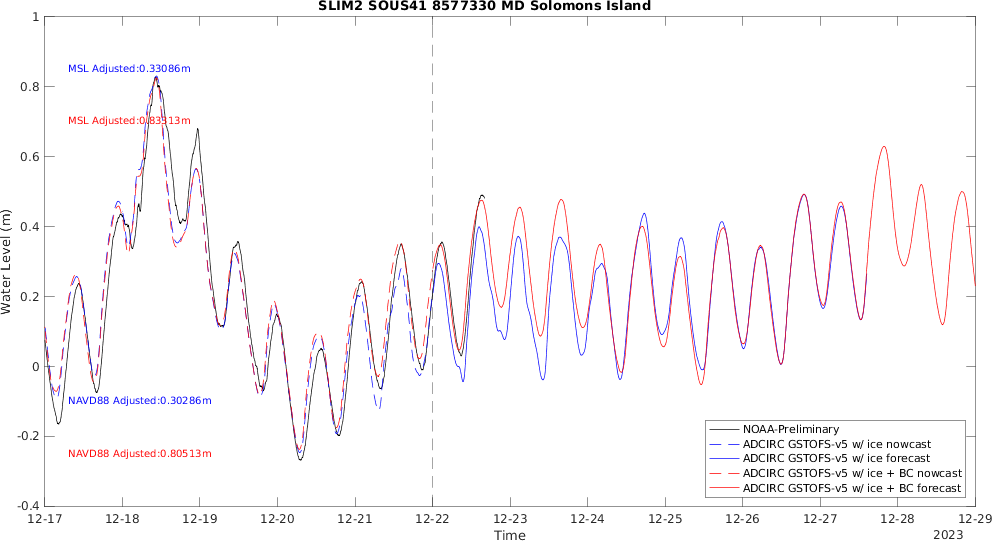 SLIM2 SOUS41 8577330 MD Solomons Island
Water Level (m)
0.8
0.6
0.4
0.2
0
-0.2
-0.4
MSL Adjusted:0.33086m
MSL Adjusted:0.83313m
NAVD88 Adjusted:0.30286m
NAVD88 Adjusted:0.80513m
NOAA-Preliminary
ADCIRC GSTOFS-v5 w/ ice nowcast
ADCIRC GSTOFS-v5 w/ ice forecast
ADCIRC GSTOFS-v5 w/ ice + BC nowcast
ADCIRC GSTOFS-v5 w/ ice + BC forecast
1
12-17 12-18 12-19 12-20 12-21 12-22 12-23 12-24 12-25 12-26 12-27 12-28 12-29
Time
2023